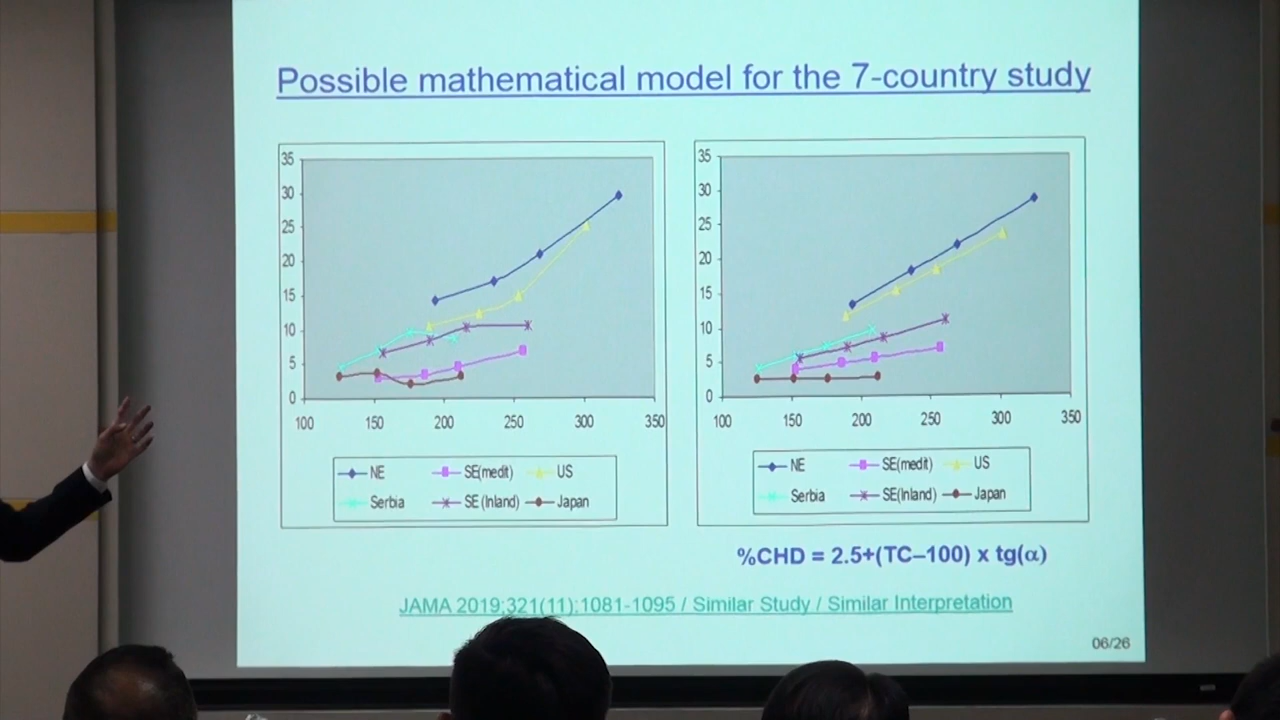 Possible mathematical model for the 7-country study
35
30
25
20
15
10
5
0
100 150 200 250 300 350
NE SE(medit) US
Serbia SE (Inland) Japan
35
30
25
20
15
10
5
0
100 150 200 250 300 350
NE SE(medit) US
Serbia SE(Inland) Japan
%CHD = 2.5+(TC–100) x tg(α)
JAMA 2019;321(11):1081-1095 / Similar Study / Similar Interpretation
06/26